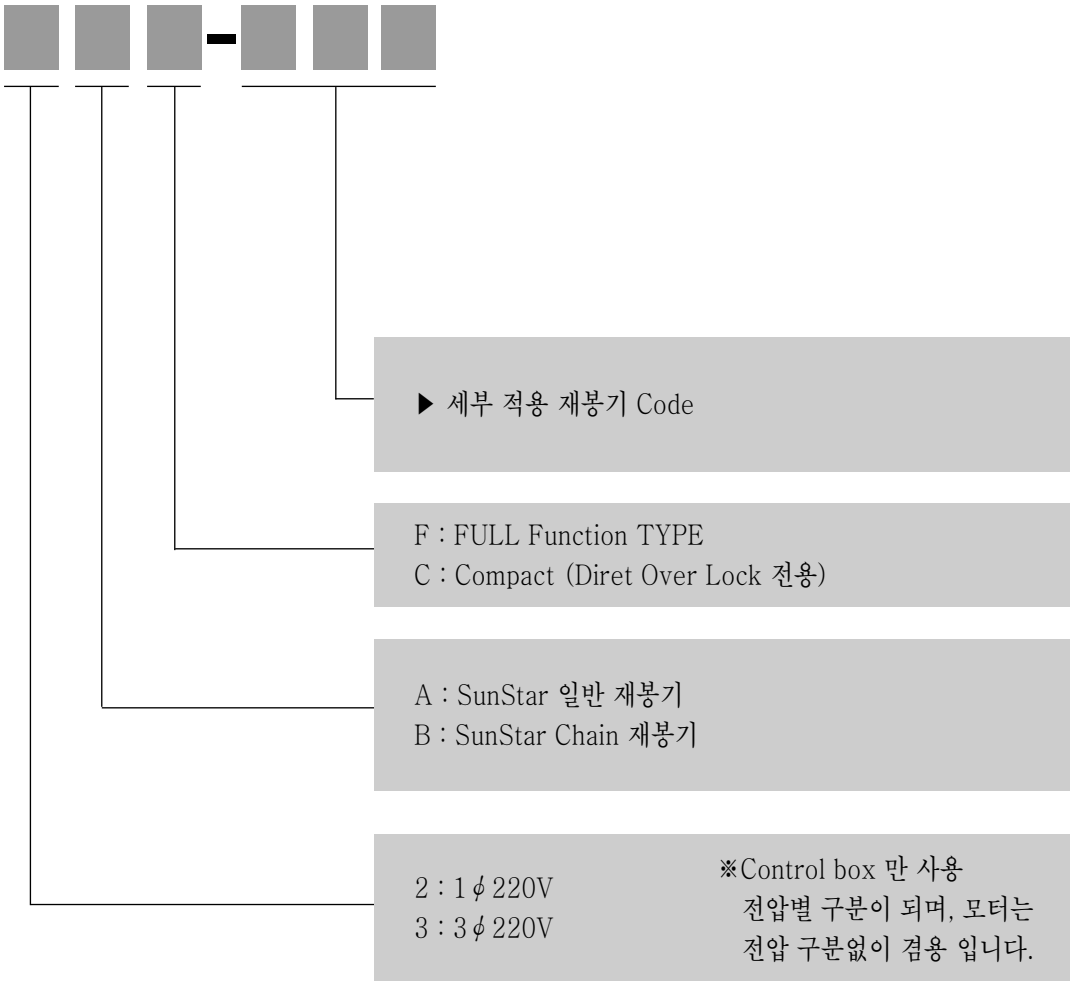 ▶ 세부 적용 재봉기 Code
F : FULL Function TYPE
C : Compact (Diret Over Lock 전용)
A : SunStar 일반 재봉기
B : SunStar Chain 재봉기
2 : 1∮220V
3 : 3∮220V
※Control box 만 사용
전압별 구분이 되며, 모터는
전압 구분없이 겸용 입니다.